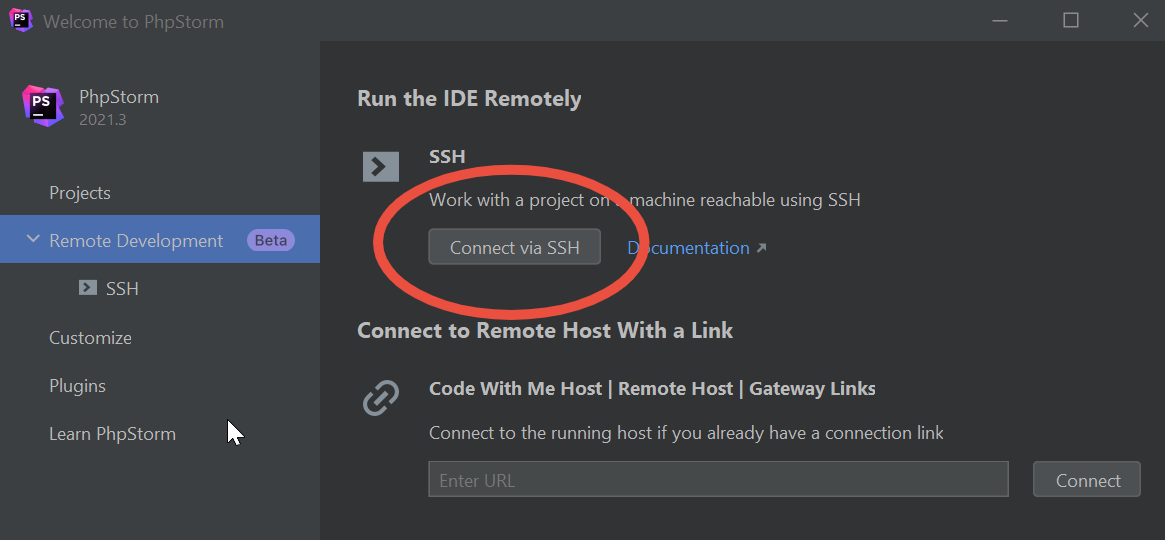 PS Welcome to PhpStorm
PS PhpStorm
2021.3
Projects
Remote Development Beta
SSH
Customize
Plugins
Learn PhpStorm
Run the IDE Remotely
SSH
Work with a project on a machine reachable using SSH
Connect via SSH Documentation
Connect to Remote Host With a Link
Code With Me Host | Remote Host | Gateway Links
Connect to the running host if you already have a connection link
Enter URL Connect